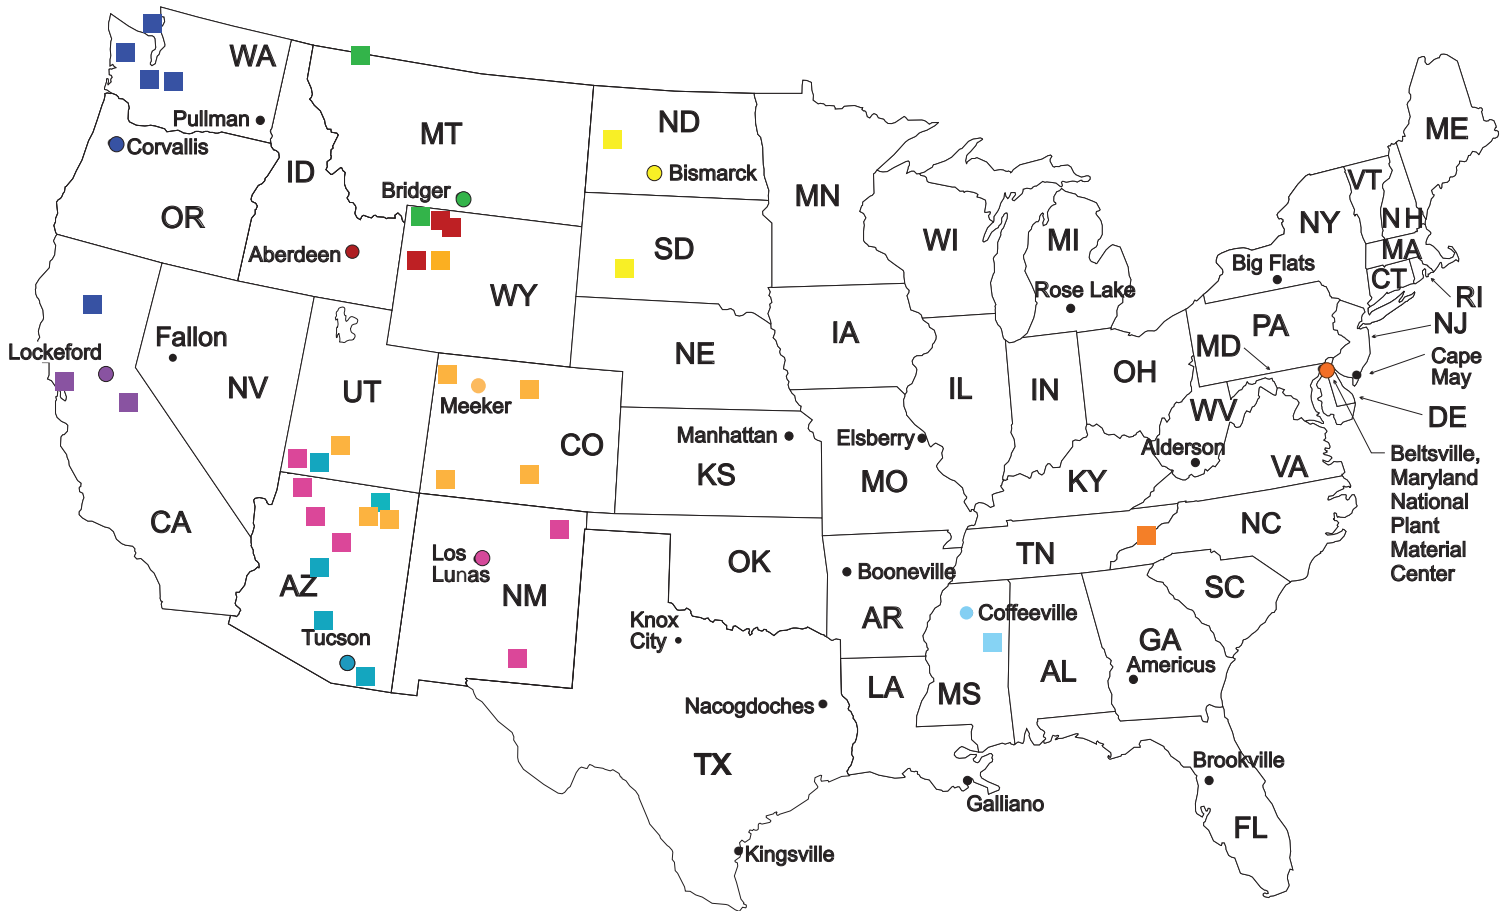 WA
Pullman
Corvallis
OR
ID
MT
Bridger
Aberdeen
WY
ND
Bismarck
SD
NE
MN
WI
MI
Rose Lake
IA
IL
IN
OH
ME
VT
NH
NY
MA
CT
RI
NJ
Big Flats
PA
MD
Cape
May
DE
WV
Alderson
VA
Beltsville,
Maryland
National
Plant
Material
Center
Lockeford
Fallon
NV
UT
CA
Meeker
CO
Manhattan
KS
Elsberry
MO
KY
NC
TN
SC
AZ
Tucson
Los
Lunas
NM
OK
Booneville
AR
Knox
City
Coffeeville
MS
AL
GA
Americus
LA
Nacogdoches
TX
Galliano
Kingsville
Brookville
FL